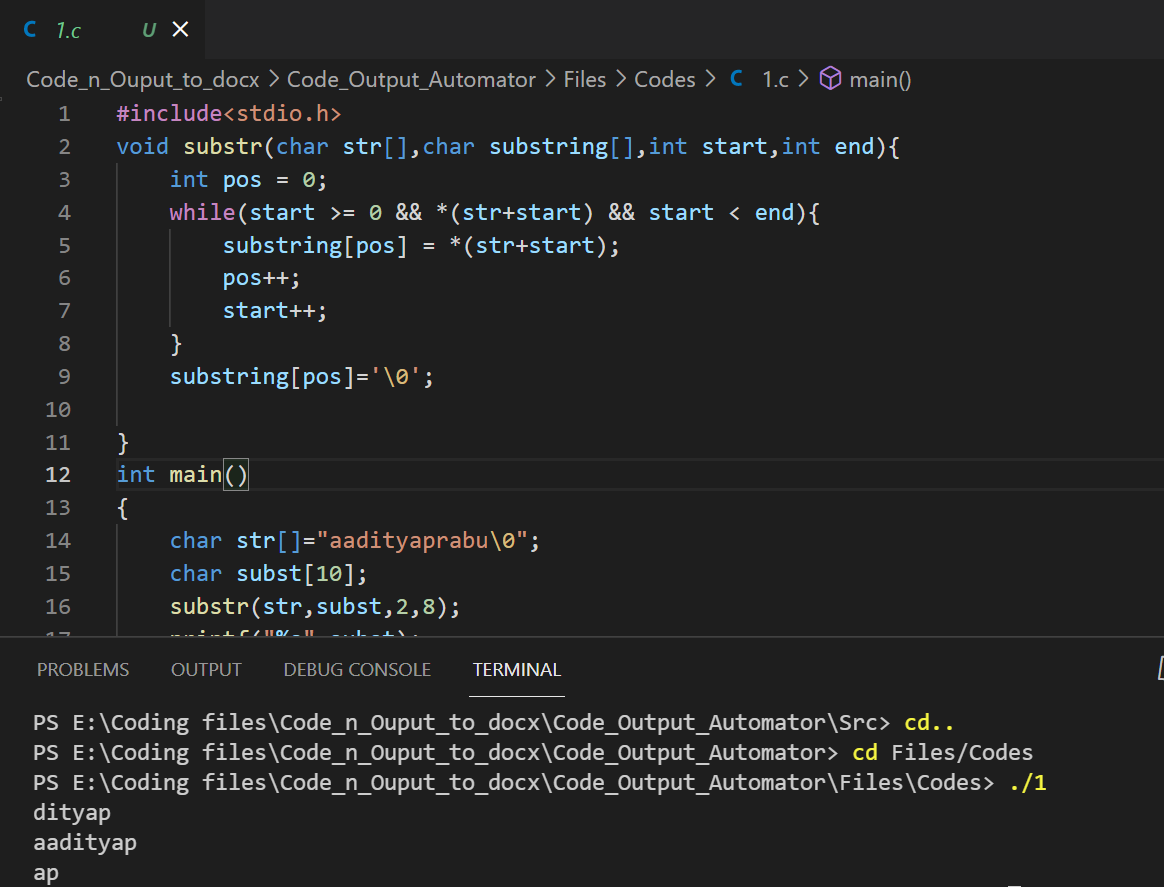 C 1.c U ×
Code_n_Ouput_to_docx > Code_Output_Automator > Files > Codes > C 1.c > main()
1 #include<stdio.h>
2 void substr(char str[],char substring[],int start,int end){
3     int pos = 0;
4     while(start >= 0 && *(str+start) && start < end){
5         substring[pos] = *(str+start);
6         pos++;
7         start++;
8     }
9     substring[pos]='\0';
10
11 }
12 int main()
13 {
14     char str[]="aadityaprabu\0";
15     char subst[10];
16     substr(str,subst,2,8);
17     printf("%s",subst);
PROBLEMS OUTPUT DEBUG CONSOLE TERMINAL
PS E:\Coding files\Code_n_Ouput_to_docx\Code_Output_Automator\Src> cd..
PS E:\Coding files\Code_n_Ouput_to_docx\Code_Output_Automator> cd Files/Codes
PS E:\Coding files\Code_n_Ouput_to_docx\Code_Output_Automator\Files\Codes> ./1
dityap
aadityap
ap